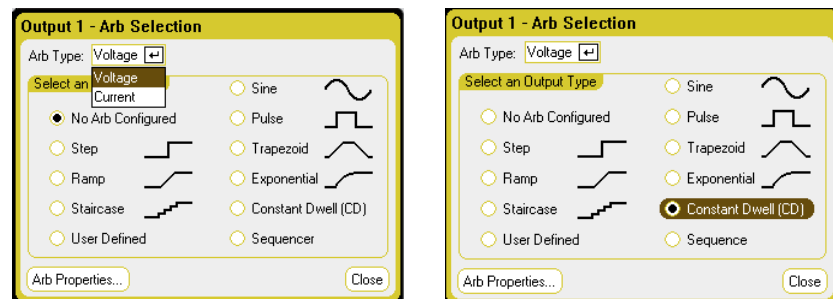 Output 1 - Arb Selection
Arb Type: Voltage
Voltage
Current
Select an
No Arb Configured
Step
Ramp
Staircase
User Defined
Sine
Pulse
Trapezoid
Exponential
Constant Dwell (CD)
Sequencer
Arb Properties...
Close
Output 1 - Arb Selection
Arb Type: Voltage
Select an Output Type
No Arb Configured
Step
Ramp
Staircase
User Defined
Sine
Pulse
Trapezoid
Exponential
Constant Dwell (CD)
Sequence
Arb Properties...
Close